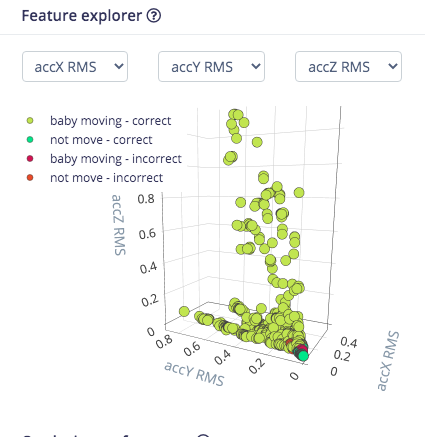 Feature explorer
accX RMS
accY RMS
accZ RMS
baby moving - correct
not move - correct
baby moving - incorrect
not move - incorrect
accZ RMS
0.8
0.6
0.4
0.2
0
0.8
0.6
0.4
0.2
0
accY RMS
0.4
0.2
0
accX RMS